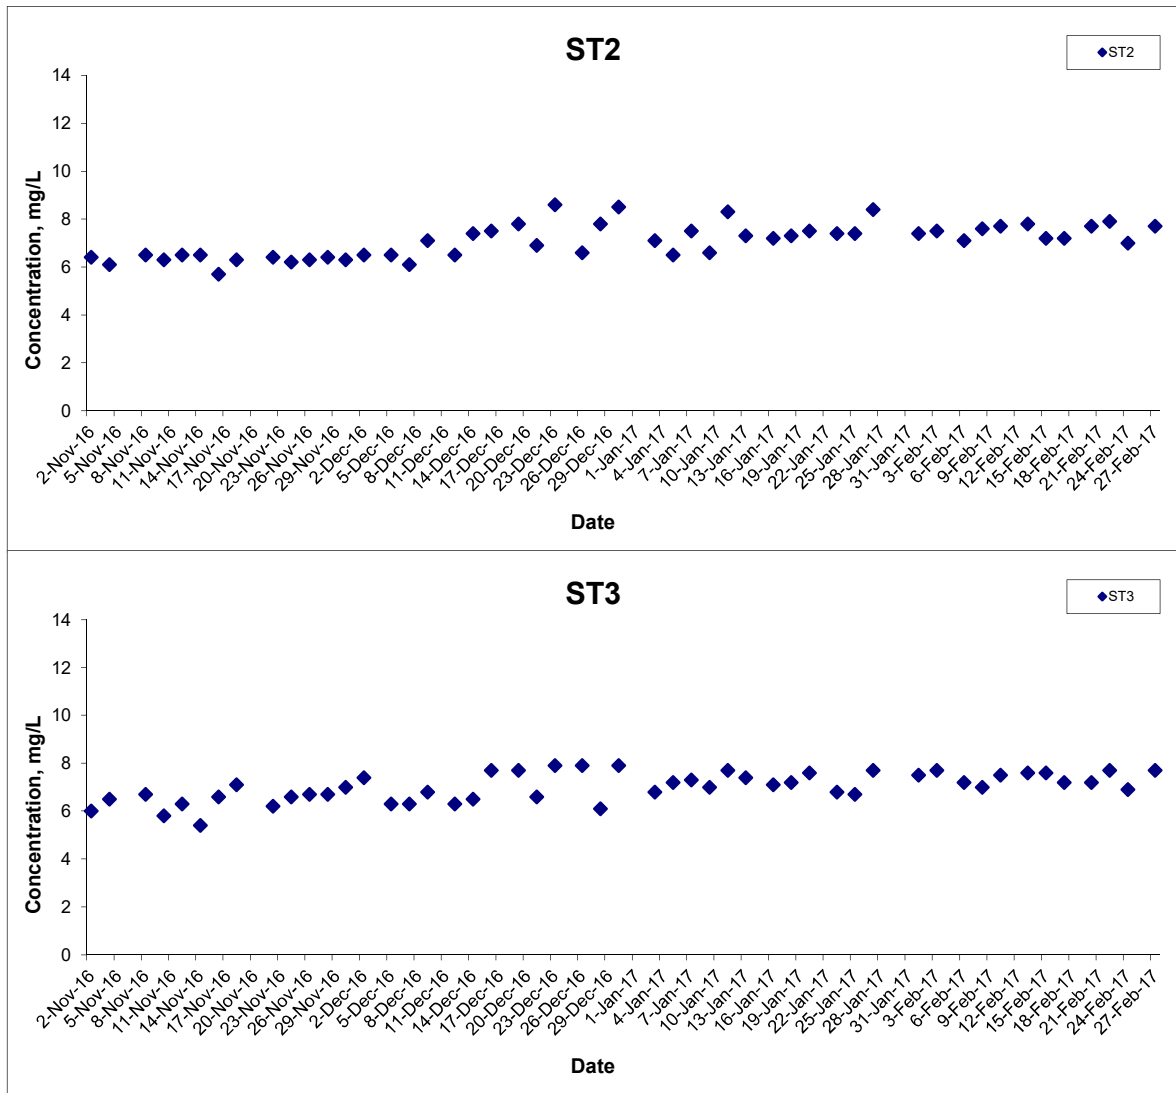 ST2
ST2
14
12
10
8
6
4
2
0
Concentration, mg/L
2-Nov-16
5-Nov-16
8-Nov-16
11-Nov-16
14-Nov-16
17-Nov-16
20-Nov-16
23-Nov-16
26-Nov-16
29-Nov-16
2-Dec-16
5-Dec-16
8-Dec-16
11-Dec-16
14-Dec-16
17-Dec-16
20-Dec-16
23-Dec-16
26-Dec-16
29-Dec-16
1-Jan-17
4-Jan-17
7-Jan-17
10-Jan-17
13-Jan-17
16-Jan-17
19-Jan-17
22-Jan-17
25-Jan-17
28-Jan-17
31-Jan-17
3-Feb-17
6-Feb-17
9-Feb-17
12-Feb-17
15-Feb-17
18-Feb-17
21-Feb-17
24-Feb-17
27-Feb-17
Date
ST3
ST3
14
12
10
8
6
4
2
0
Concentration, mg/L
2-Nov-16
5-Nov-16
8-Nov-16
11-Nov-16
14-Nov-16
17-Nov-16
20-Nov-16
23-Nov-16
26-Nov-16
29-Nov-16
2-Dec-16
5-Dec-16
8-Dec-16
11-Dec-16
14-Dec-16
17-Dec-16
20-Dec-16
23-Dec-16
26-Dec-16
29-Dec-16
1-Jan-17
4-Jan-17
7-Jan-17
10-Jan-17
13-Jan-17
16-Jan-17
19-Jan-17
22-Jan-17
25-Jan-17
28-Jan-17
31-Jan-17
3-Feb-17
6-Feb-17
9-Feb-17
12-Feb-17
15-Feb-17
18-Feb-17
21-Feb-17
24-Feb-17
27-Feb-17
Date